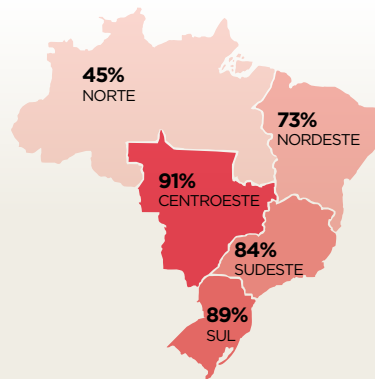 45%
NORTE
73%
NORDESTE
91%
CENTROESTE
84%
SUDESTE
89%
SUL